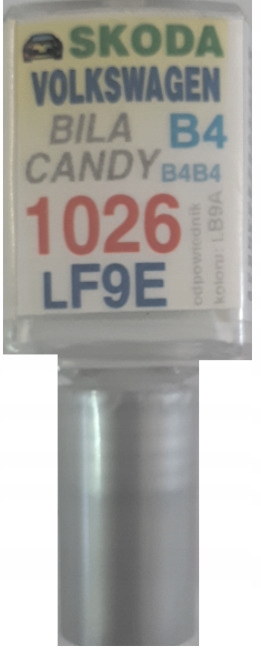 SKODA
VOLKSWAGEN
BILA B4
CANDY B4B4
1026
LF9E
odpowiednik
koloru: LB9A